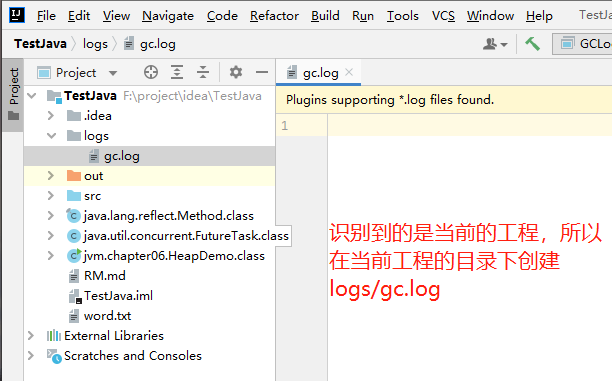 File Edit View Navigate Code Refactor Build Run Tools VCS Window Help TestJa
TestJava logs gc.log
GCLo
Project
gc.log
Project
Plugins supporting *.log files found.
1
TestJava F:\project\idea\TestJava
.idea
logs
gc.log
out
src
java.lang.reflect.Method.class
java.util.concurrent.FutureTask.class
jvm.chapter06.HeapDemo.class
RM.md
TestJava.iml
word.txt
External Libraries
Scratches and Consoles
识别到的是当前的工程，所以
在当前工程的目录下创建
logs/gc.log